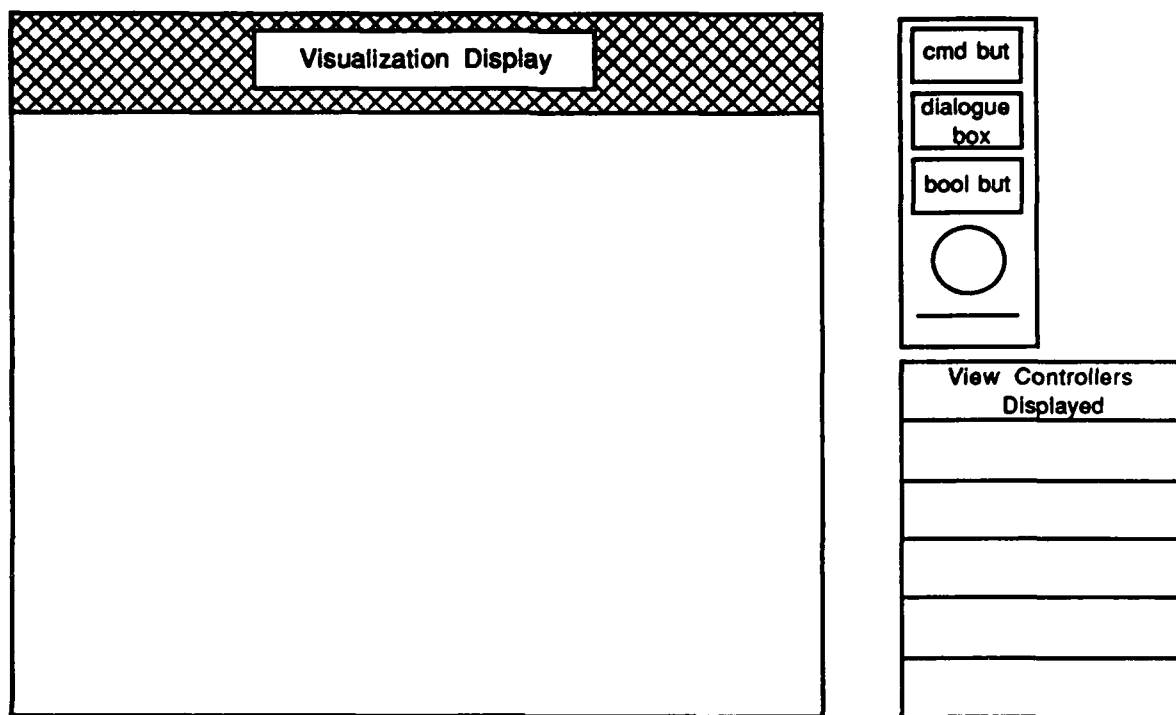 Visualization Display
cmd but
dialogue
box
bool but
View Controllers
Displayed